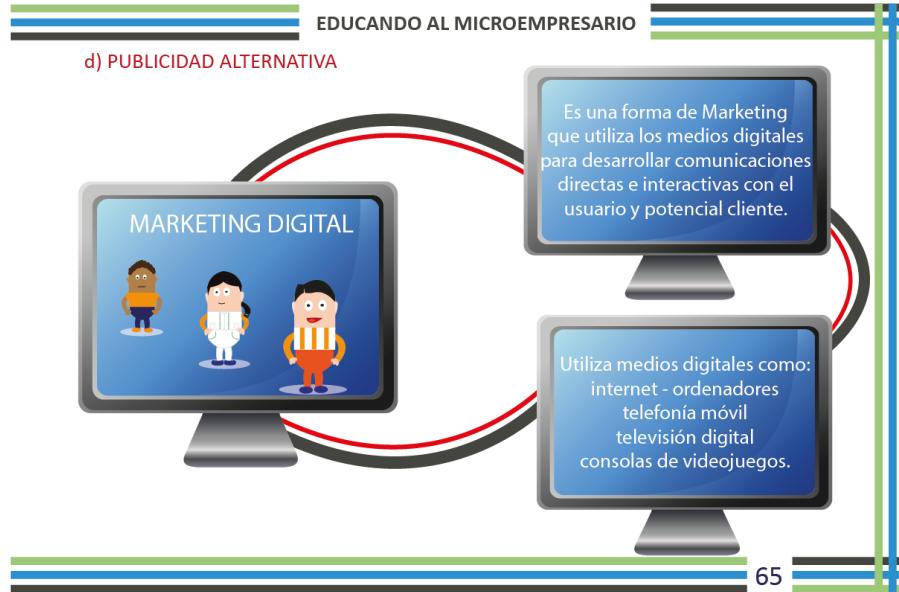 EDUCANDO AL MICROEMPRESARIO
d) PUBLICIDAD ALTERNATIVA
MARKETING DIGITAL
Es una forma de Marketing
que utiliza los medios digitales
para desarrollar comunicaciones
directas e interactivas con el
usuario y potencial cliente.
Utiliza medios digitales como:
internet - ordenadores
telefonía móvil
televisión digital
consolas de videojuegos.
65